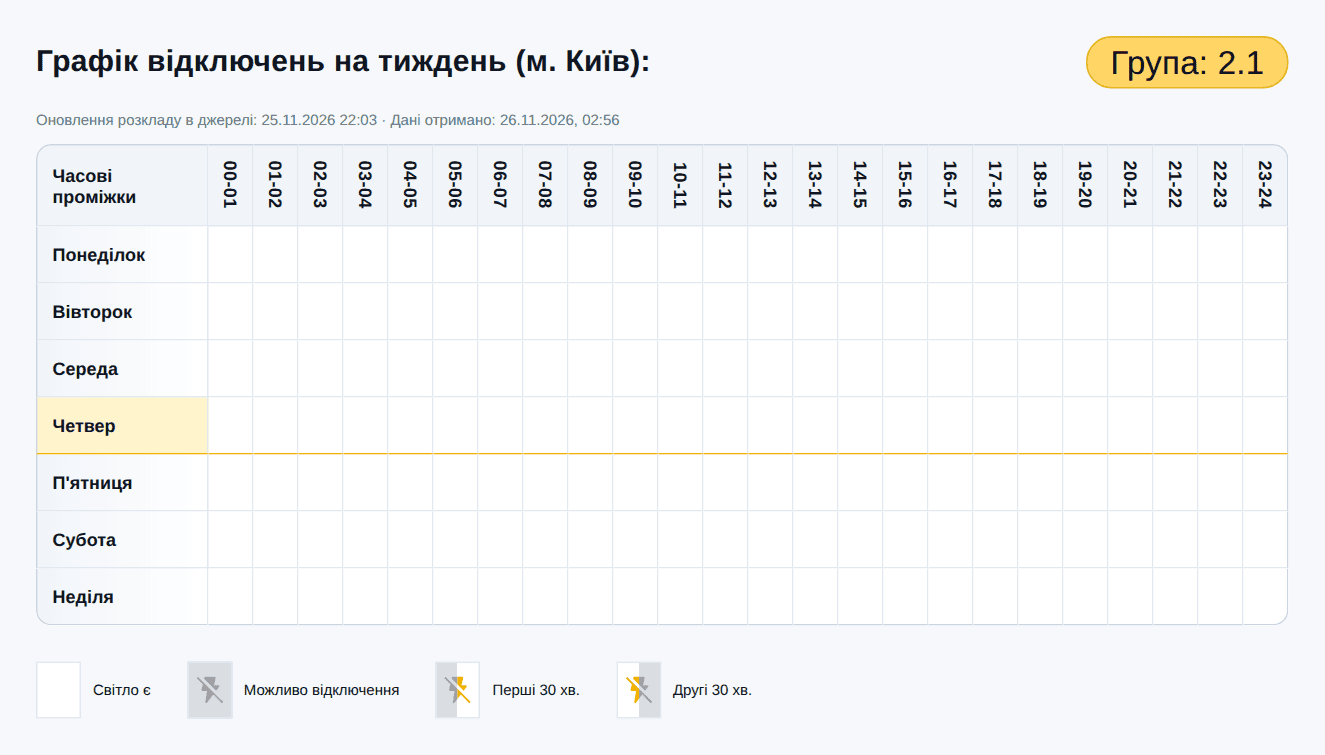 Графік відключень на тиждень (м. Київ):
Група: 2.1
Оновлення розкладу в джерелі: 25.11.2026 22:03 · Дані отримано: 26.11.2026, 02:56
Часові
проміжки
00-01
01-02
02-03
03-04
04-05
05-06
06-07
07-08
08-09
09-10
10-11
11-12
12-13
13-14
14-15
15-16
16-17
17-18
18-19
19-20
20-21
21-22
22-23
23-24
Понеділок
Вівторок
Середа
Четвер
П'ятниця
Субота
Неділя
Світло є
Можливо відключення
Перші 30 хв.
Другі 30 хв.